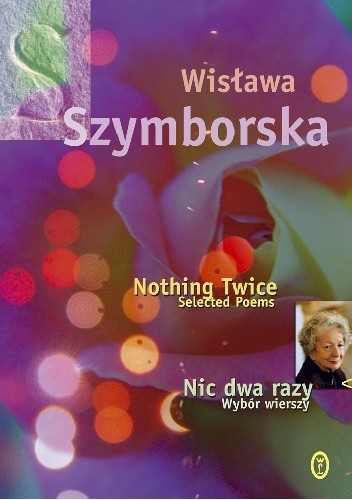 Wisława
Szymborska
Nothing Twice
Selected Poems
Nic dwa razy
Wybór wierszy